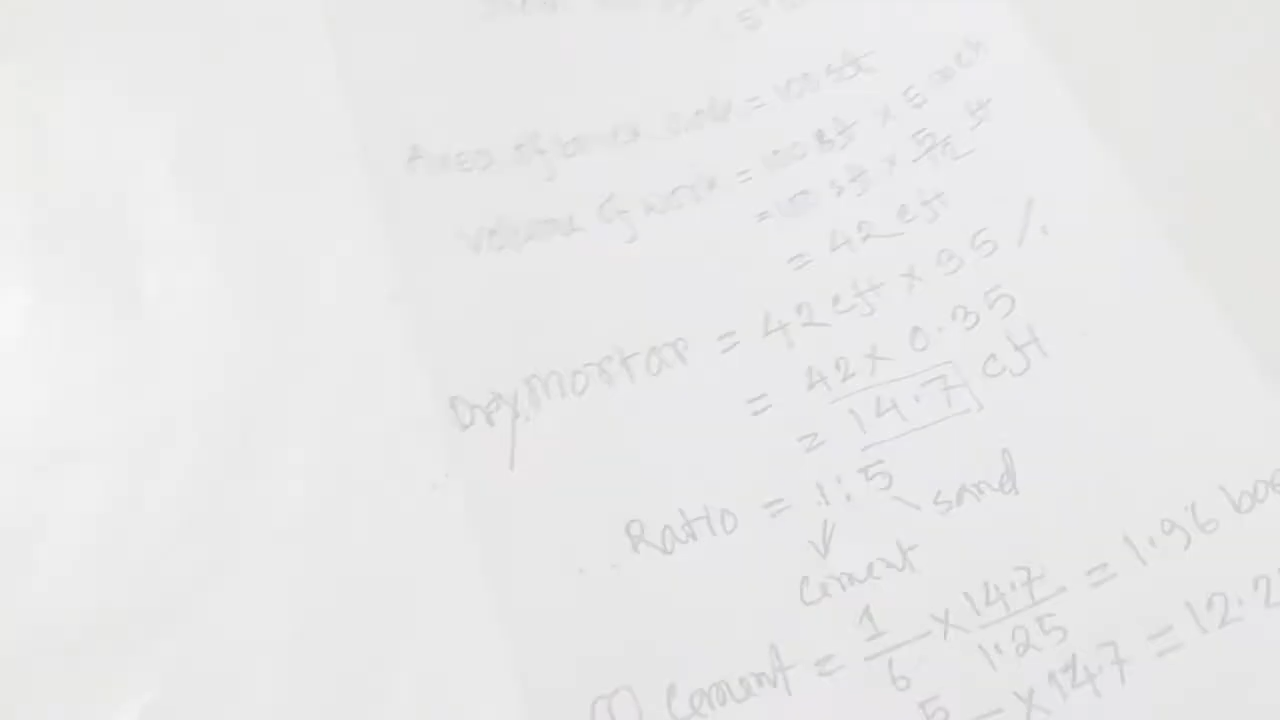 Area of brick work = 100 sft
Volume of work = 100 sft × 5 inch
= 100 sft × 5/12 ft
= 42 cft
Dry mortar = 42 cft × 35 %
= 42 × 0.35
= 14.7 cft
Ratio = 1:5
sand
cement
① Cement = 1/6 × 14.7/1.25 = 1.96
5 × 14.7 = 12.2